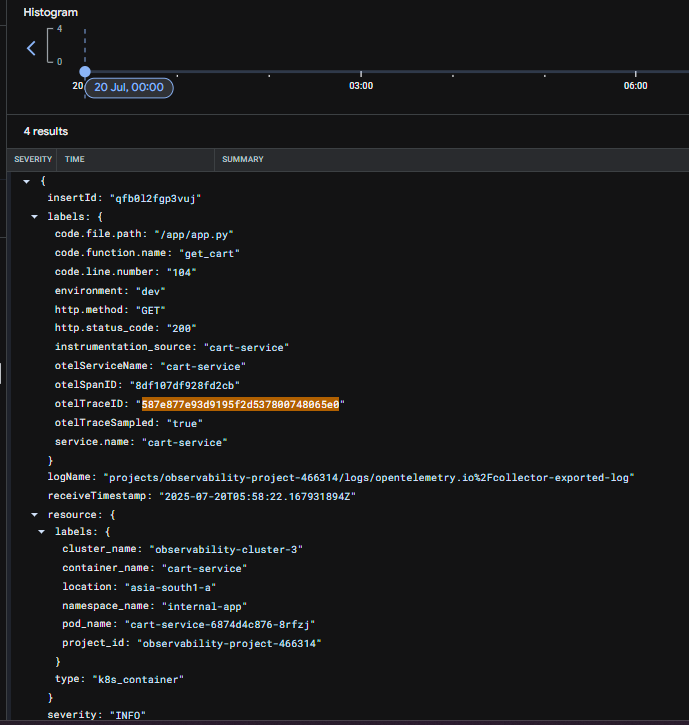 Histogram
4
0
20
20 Jul, 00:00
03:00
06:00
4 results
SEVERITY TIME SUMMARY
{
insertId: "qfb0l2fgp3vuj"
labels: {
code.file.path: "/app/app.py"
code.function.name: "get_cart"
code.line.number: "104"
environment: "dev"
http.method: "GET"
http.status_code: "200"
instrumentation_source: "cart-service"
otelServiceName: "cart-service"
otelSpanID: "8df107df928fd2cb"
otelTraceID: "587e877e93d9195f2d537800748065e0"
otelTraceSampled: "true"
service.name: "cart-service"
}
logName: "projects/observability-project-466314/logs/opentelemetry.io%2Fcollector-exported-log"
receiveTimestamp: "2025-07-20T05:58:22.167931894Z"
resource: {
labels: {
cluster_name: "observability-cluster-3"
container_name: "cart-service"
location: "asia-south1-a"
namespace_name: "internal-app"
pod_name: "cart-service-6874d4c876-8rfzj"
project_id: "observability-project-466314"
}
type: "k8s_container"
}
severity: "INFO"